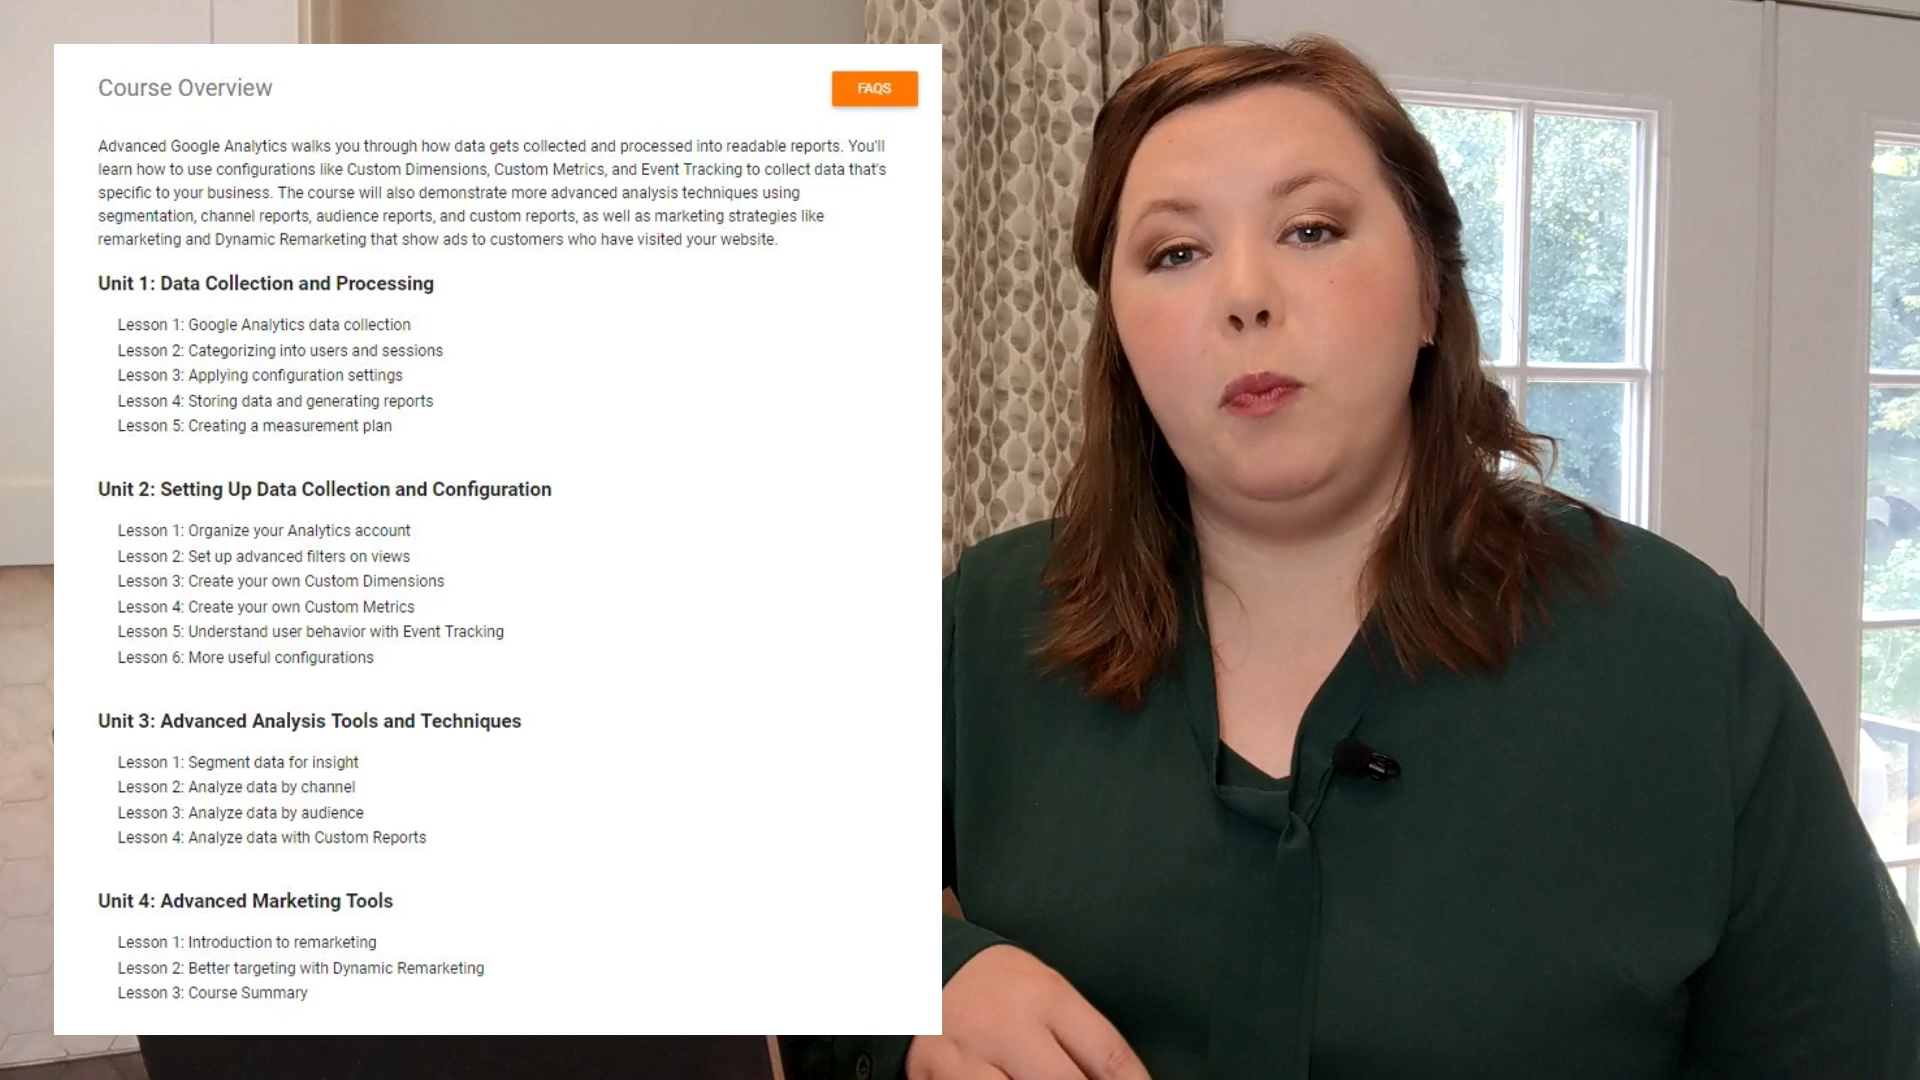 Course Overview
FAQS
Advanced Google Analytics walks you through how data gets collected and processed into readable reports. You'll
learn how to use configurations like Custom Dimensions, Custom Metrics, and Event Tracking to collect data that's
specific to your business. The course will also demonstrate more advanced analysis techniques using
segmentation, channel reports, audience reports, and custom reports, as well as marketing strategies like
remarketing and Dynamic Remarketing that show ads to customers who have visited your website.
Unit 1: Data Collection and Processing
Lesson 1: Google Analytics data collection
Lesson 2: Categorizing into users and sessions
Lesson 3: Applying configuration settings
Lesson 4: Storing data and generating reports
Lesson 5: Creating a measurement plan
Unit 2: Setting Up Data Collection and Configuration
Lesson 1: Organize your Analytics account
Lesson 2: Set up advanced filters on views
Lesson 3: Create your own Custom Dimensions
Lesson 4: Create your own Custom Metrics
Lesson 5: Understand user behavior with Event Tracking
Lesson 6: More useful configurations
Unit 3: Advanced Analysis Tools and Techniques
Lesson 1: Segment data for insight
Lesson 2: Analyze data by channel
Lesson 3: Analyze data by audience
Lesson 4: Analyze data with Custom Reports
Unit 4: Advanced Marketing Tools
Lesson 1: Introduction to remarketing
Lesson 2: Better targeting with Dynamic Remarketing
Lesson 3: Course Summary